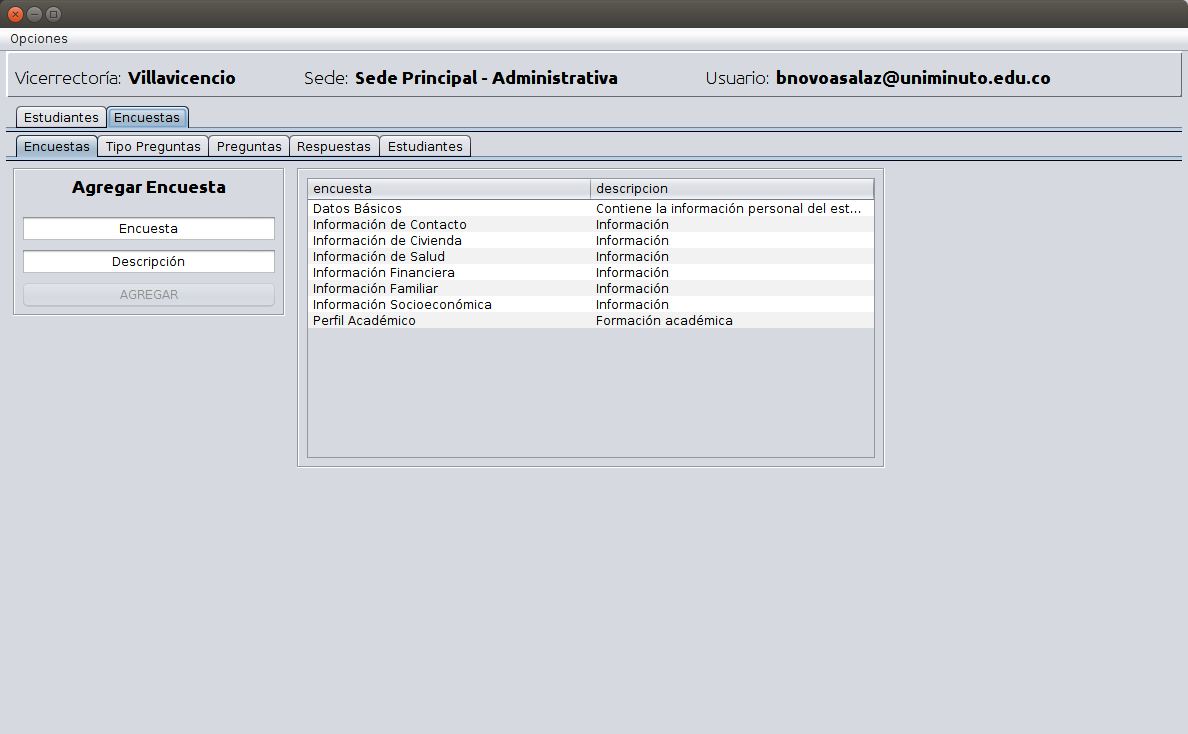 Opciones
Vicerrectoría: Villavicencio Sede: Sede Principal - Administrativa Usuario: bnovoasalaz@uniminuto.edu.co
Estudiantes Encuestas
Encuestas Tipo Preguntas Preguntas Respuestas Estudiantes
Agregar Encuesta
Encuesta
Descripción
AGREGAR
encuesta descripcion
Datos Básicos Contiene la información personal del est...
Información de Contacto Información
Información de Civienda Información
Información de Salud Información
Información Financiera Información
Información Familiar Información
Información Socioeconómica Información
Perfil Académico Formación académica